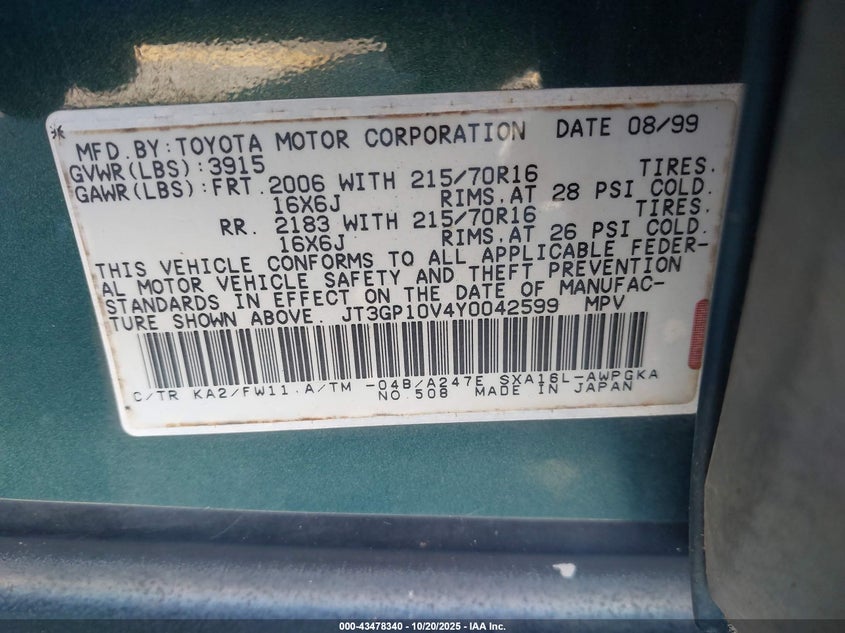 MFD.BY:TOYOTA MOTOR CORPORATION DATE 08/99
GVWR(LBS):3915
GAWR(LBS):FRT.2006 WITH 215/70R16 TIRES.
16X6J RIMS.AT 28 PSI COLD.
RR. 2183 WITH 215/70R16 TIRES.
16X6J RIMS.AT 26 PSI COLD.
THIS VEHICLE CONFORMS TO ALL APPLICABLE FEDER-
AL MOTOR VEHICLE SAFETY AND THEFT PREVENTION
STANDARDS IN EFFECT ON THE DATE OF MANUFAC-
TURE SHOWN ABOVE. JT3GP10V4Y0042599 MPV
C/TR KA2/FW11.A/TM -04B/A247E SXA16L-AWPGKA
NO.508 MADE IN JAPAN
000-43478340 - 10/20/2025 - IAA Inc.